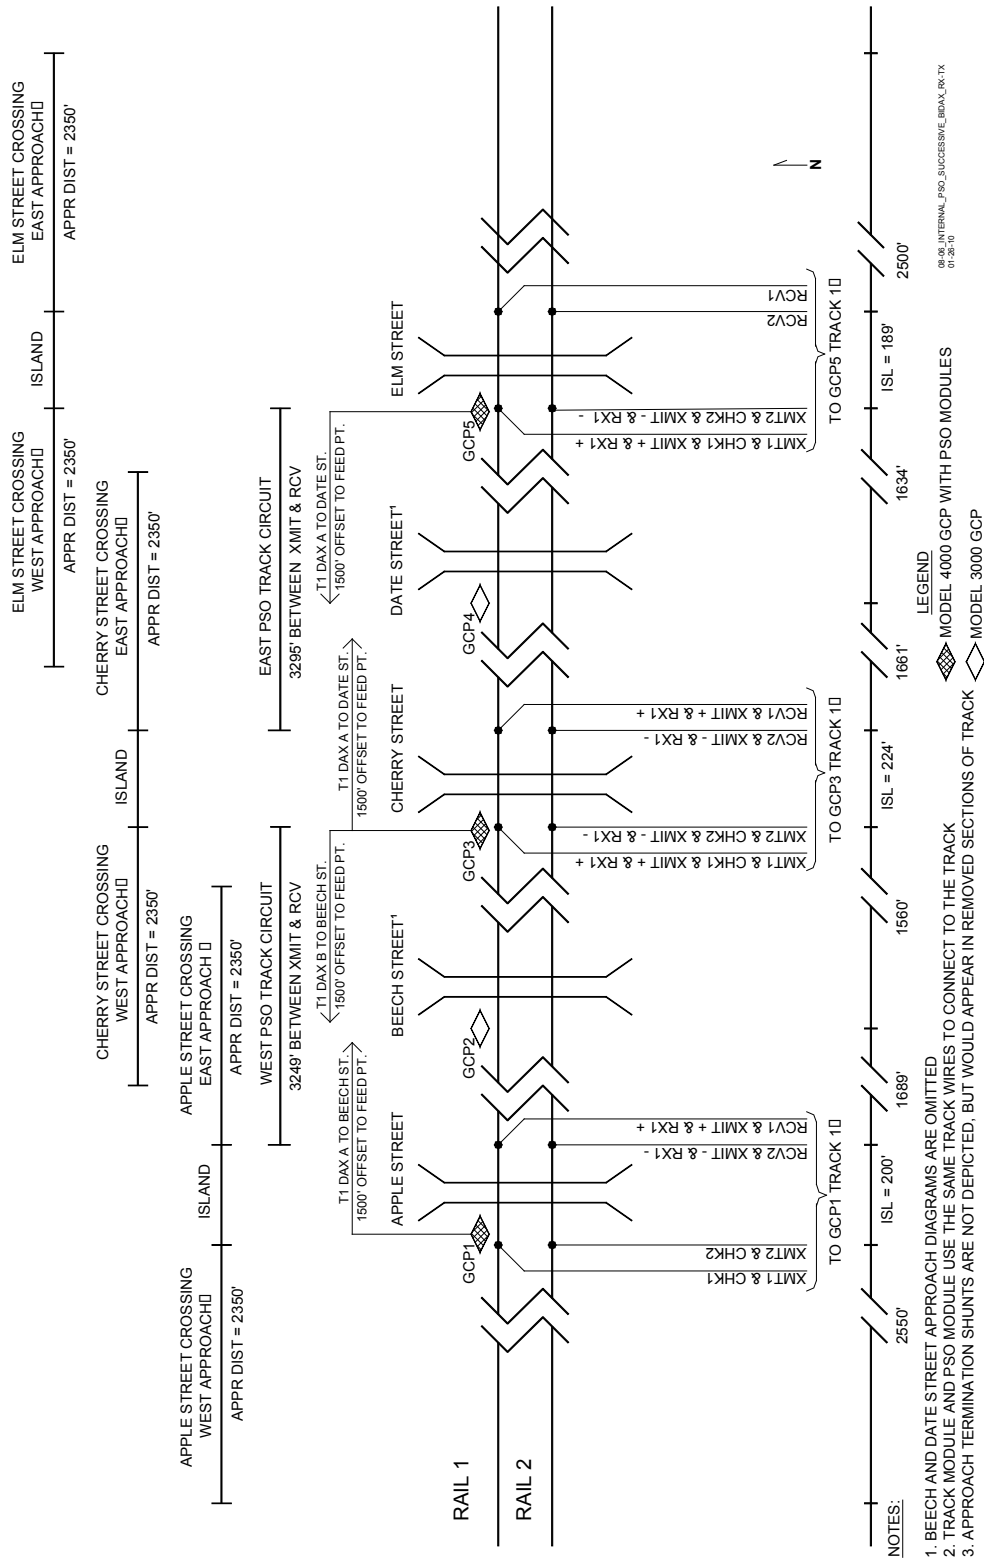 APPLE STREET CROSSING
WEST APPROACH▯
APPR DIST = 2350'
ISLAND
APPLE STREET CROSSING
EAST APPROACH ▯
APPR DIST = 2350'
CHERRY STREET CROSSING
WEST APPROACH▯
APPR DIST = 2350'
ISLAND
CHERRY STREET CROSSING
EAST APPROACH▯
APPR DIST = 2350'
ELM STREET CROSSING
WEST APPROACH▯
APPR DIST = 2350'
ISLAND
ELM STREET CROSSING
EAST APPROACH▯
APPR DIST = 2350'
WEST PSO TRACK CIRCUIT
3249' BETWEEN XMIT & RCV
EAST PSO TRACK CIRCUIT
3295' BETWEEN XMIT & RCV
T1 DAX A TO BEECH ST.
1500' OFFSET TO FEED PT.
T1 DAX B TO BEECH ST.
1500' OFFSET TO FEED PT.
T1 DAX A TO DATE ST.
1500' OFFSET TO FEED PT.
T1 DAX A TO DATE ST.
1500' OFFSET TO FEED PT.
APPLE STREET
BEECH STREET¹
CHERRY STREET
DATE STREET¹
ELM STREET
GCP1
GCP2
GCP3
GCP4
GCP5
RAIL 1
RAIL 2
XMT1 & CHK1
XMT2 & CHK2
RCV2 & XMIT - & RX1 -
RCV1 & XMIT + & RX1 +
TO GCP1 TRACK 1▯
XMT1 & CHK1 & XMIT + & RX1 +
XMT2 & CHK2 & XMIT - & RX1 -
RCV2 & XMIT - & RX1 -
RCV1 & XMIT + & RX1 +
TO GCP3 TRACK 1▯
XMT1 & CHK1 & XMIT + & RX1 +
XMT2 & CHK2 & XMIT - & RX1 -
RCV2
RCV1
TO GCP5 TRACK 1▯
N
2550'
ISL = 200'
1689'
1560'
ISL = 224'
1661'
1634'
ISL = 189'
2500'
NOTES:
1. BEECH AND DATE STREET APPROACH DIAGRAMS ARE OMITTED
2. TRACK MODULE AND PSO MODULE USE THE SAME TRACK WIRES TO CONNECT TO THE TRACK
3. APPROACH TERMINATION SHUNTS ARE NOT DEPICTED, BUT WOULD APPEAR IN REMOVED SECTIONS OF TRACK
LEGEND
MODEL 4000 GCP WITH PSO MODULES
MODEL 3000 GCP
08-06_INTERNAL_PSO_SUCCESSIVE_BIDAX_RX-TX
01-26-10